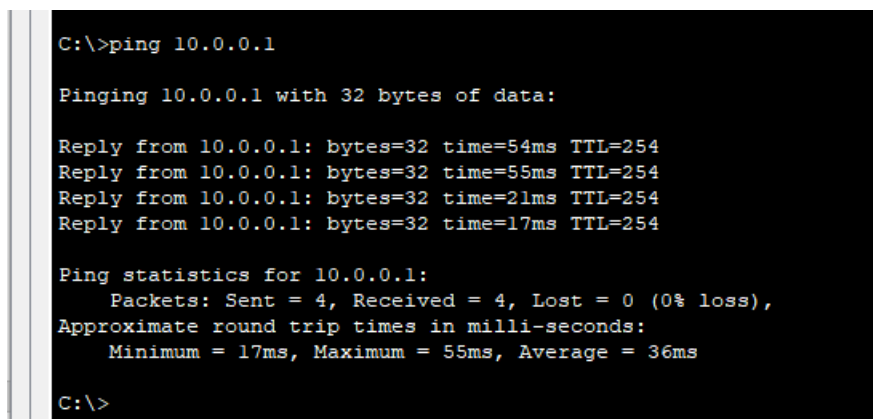 C:\>ping 10.0.0.1
Pinging 10.0.0.1 with 32 bytes of data:
Reply from 10.0.0.1: bytes=32 time=54ms TTL=254
Reply from 10.0.0.1: bytes=32 time=55ms TTL=254
Reply from 10.0.0.1: bytes=32 time=21ms TTL=254
Reply from 10.0.0.1: bytes=32 time=17ms TTL=254
Ping statistics for 10.0.0.1:
    Packets: Sent = 4, Received = 4, Lost = 0 (0% loss),
Approximate round trip times in milli-seconds:
    Minimum = 17ms, Maximum = 55ms, Average = 36ms
C:\>